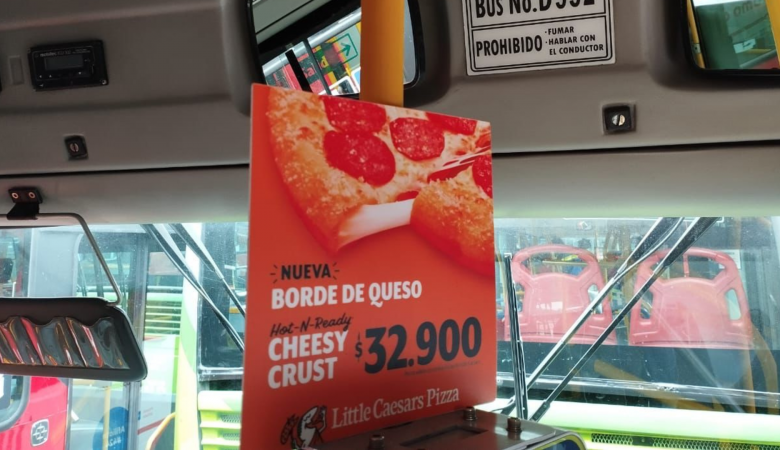 BUS No.D992
PROHIBIDO
·FUMAR
·HABLAR CON
EL CONDUCTOR
NUEVA
BORDE DE QUESO
Hot-N-Ready
CHEESY
CRUST
$32.900
Little Caesars Pizza